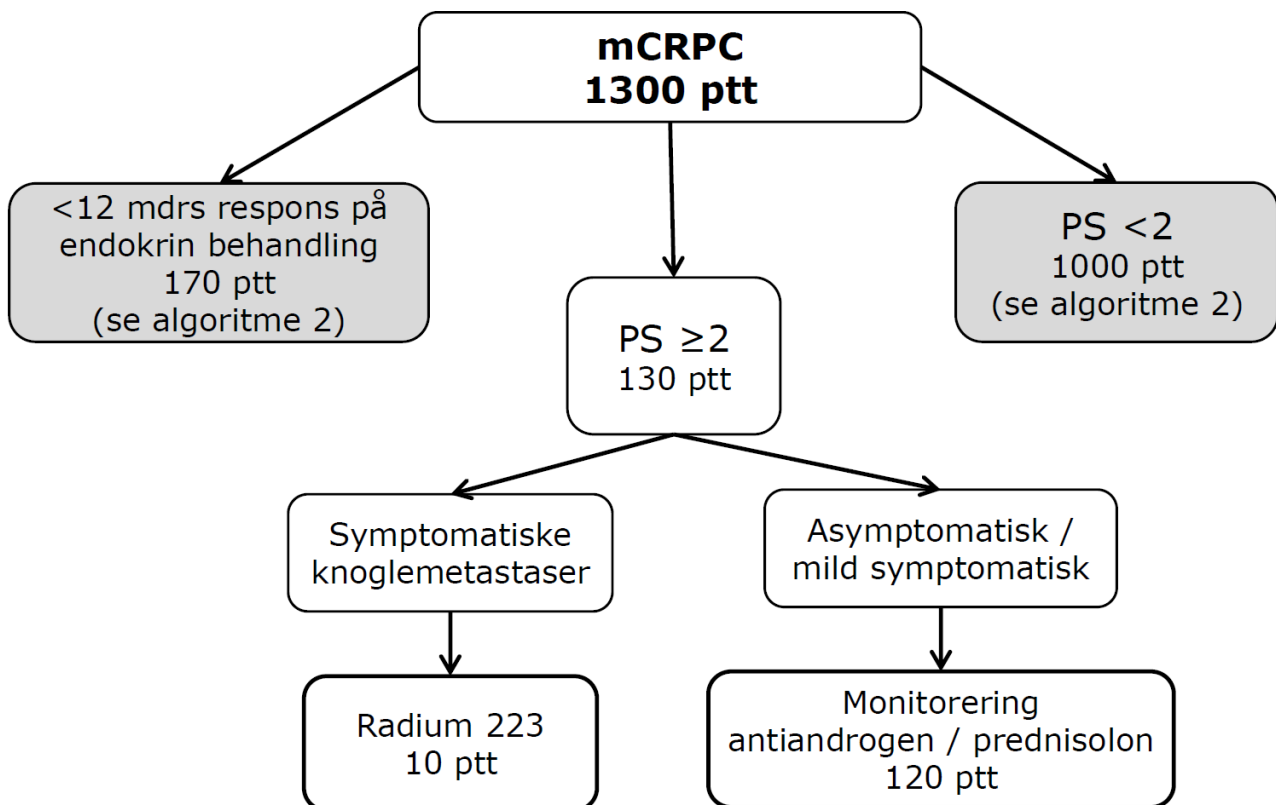 mCRPC
1300 ptt
<12 mdrs respons på
endokrin behandling
170 ptt
(se algoritme 2)
PS ≥2
130 ptt
PS <2
1000 ptt
(se algoritme 2)
Symptomatiske
knoglemetastaser
Asymptomatisk /
mild symptomatisk
Radium 223
10 ptt
Monitorering
antiandrogen / prednisolon
120 ptt